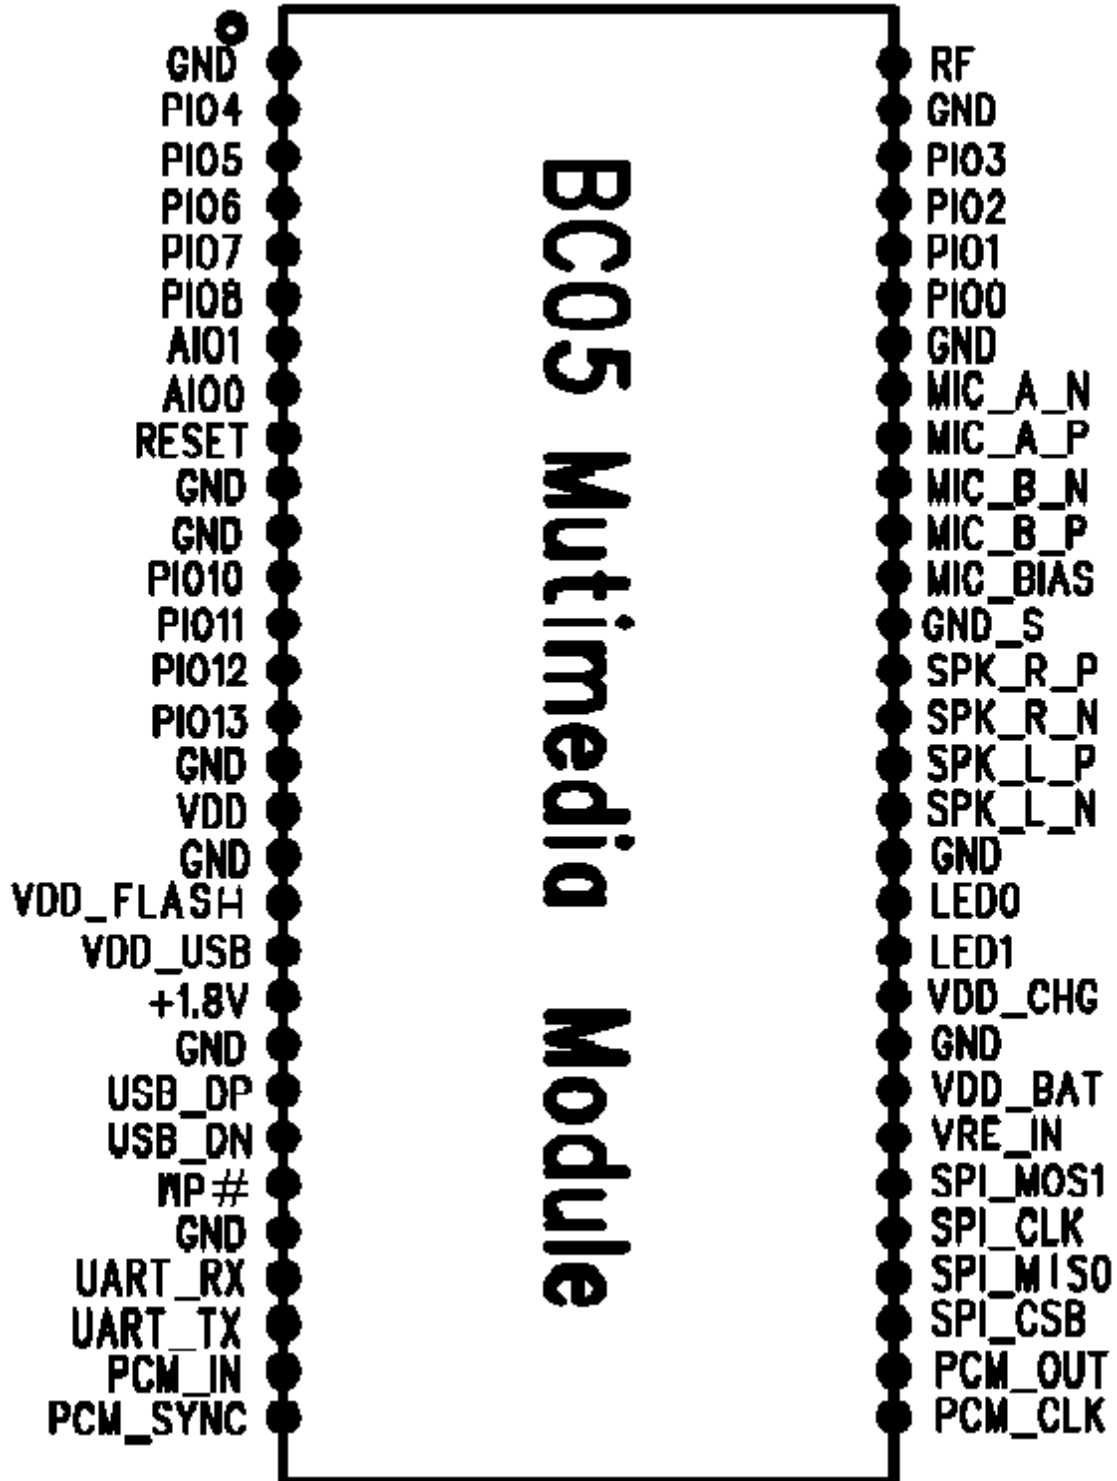 GND RF
PIO4 GND
PIO5 PIO3
PIO6 PIO2
PIO7 PIO1
PIO8 PIO0
AIO1 GND
AIO0 MIC_A_N
RESET MIC_A_P
GND MIC_B_N
GND MIC_B_P
PIO10 MIC_BIAS
PIO11 GND_S
PIO12 SPK_R_P
PIO13 SPK_R_N
GND SPK_L_P
VDD SPK_L_N
GND GND
VDD_FLASH LED0
VDD_USB LED1
+1.8V VDD_CHG
GND GND
USB_DP VDD_BAT
USB_DN VRE_IN
WP# SPI_MOS1
GND SPI_CLK
UART_RX SPI_MISO
UART_TX SPI_CSB
PCM_IN PCM_OUT
PCM_SYNC PCM_CLK
BC05 Mutimedia Module